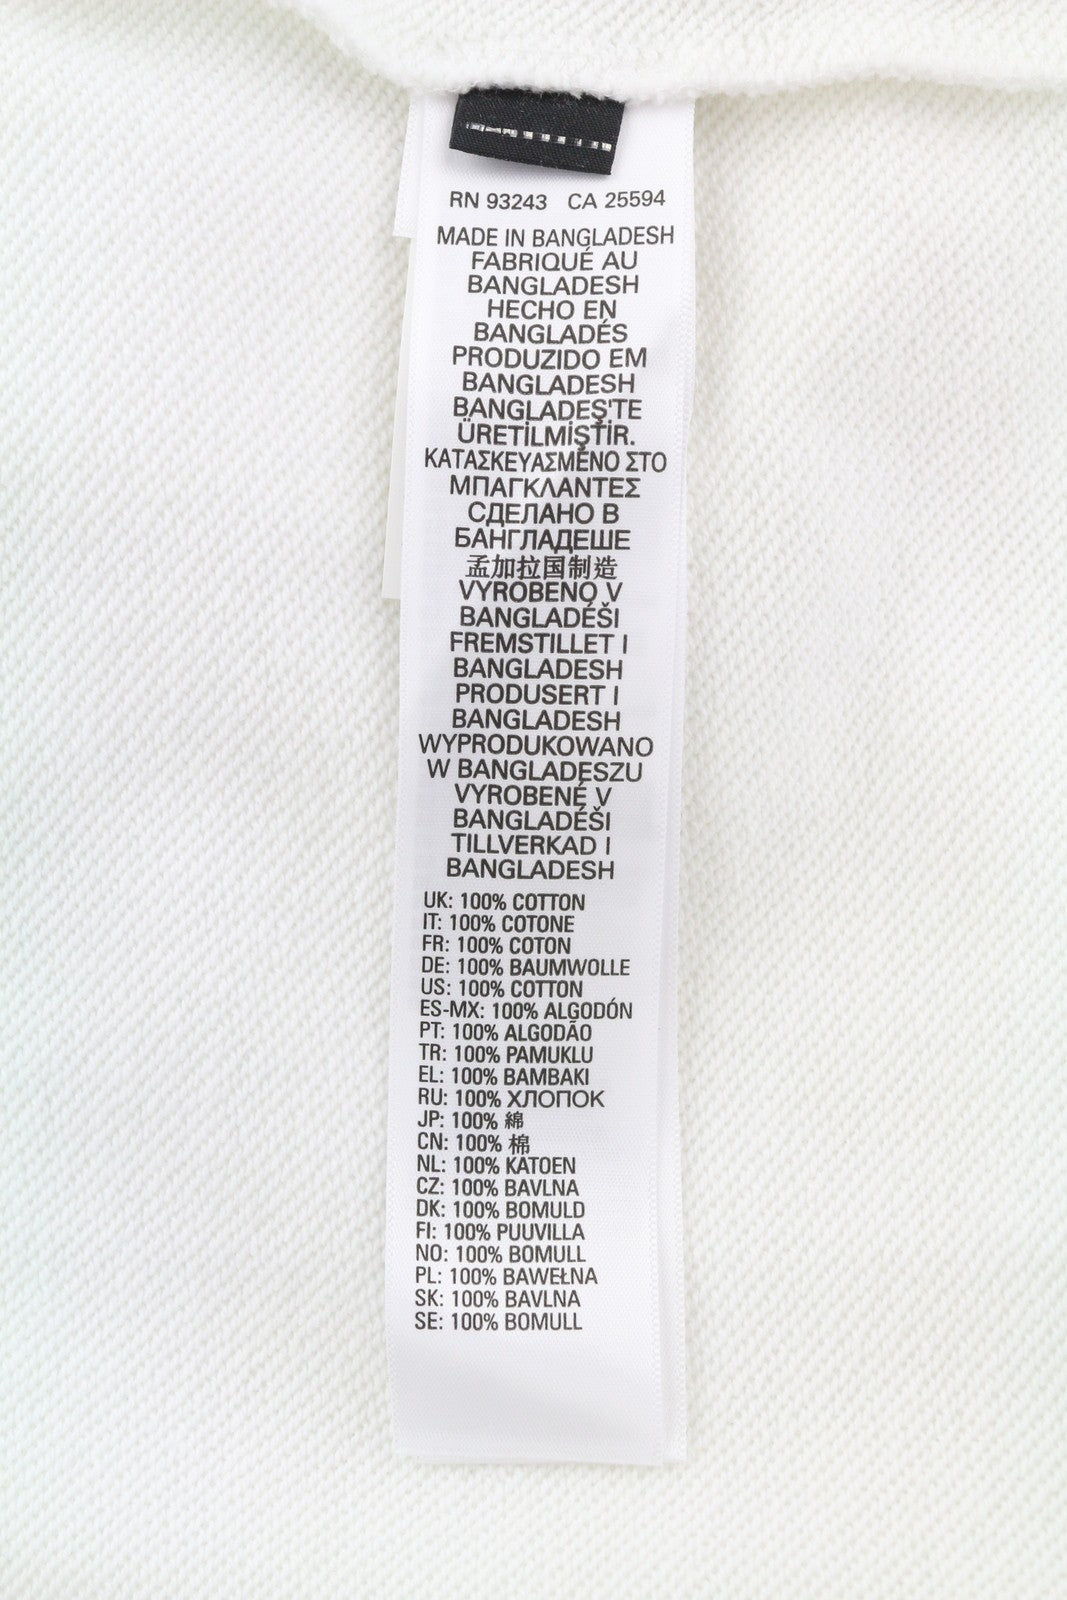 RN 93243 CA 25594
MADE IN BANGLADESH
FABRIQUÉ AU
BANGLADESH
HECHO EN
BANGLADÉS
PRODUZIDO EM
BANGLADESH
BANGLADEŞ'TE
ÜRETİLMİŞTİR.
ΚΑΤΑΣΚΕΥΑΣΜΕΝΟ ΣΤΟ
ΜΠΑΓΚΛΑΝΤΕΣ
СДЕЛАНО В
БАНГЛАДЕШЕ
孟加拉国制造
VYROBENO V
BANGLADÉŠI
FREMSTILLET I
BANGLADESH
PRODUSERT I
BANGLADESH
WYPRODUKOWANO
W BANGLADESZU
VYROBENÉ V
BANGLADÉŠI
TILLVERKAD I
BANGLADESH
UK: 100% COTTON
IT: 100% COTONE
FR: 100% COTON
DE: 100% BAUMWOLLE
US: 100% COTTON
ES-MX: 100% ALGODÓN
PT: 100% ALGODÃO
TR: 100% PAMUKLU
EL: 100% ΒΑΜΒΑΚΙ
RU: 100% ХЛОПОК
JP: 100% 綿
CN: 100% 棉
NL: 100% KATOEN
CZ: 100% BAVLNA
DK: 100% BOMULD
FI: 100% PUUVILLA
NO: 100% BOMULL
PL: 100% BAWEŁNA
SK: 100% BAVLNA
SE: 100% BOMULL